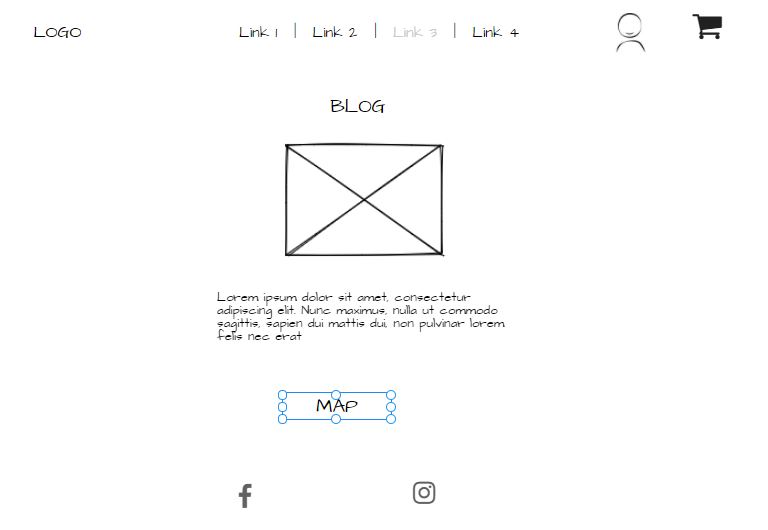 LOGO
Link 1 | Link 2 | Link 3 | Link 4
BLOG
Lorem ipsum dolor sit amet, consectetur
adipiscing elit. Nunc maximus, nulla ut commodo
sagittis, sapien dui mattis dui, non pulvinar lorem
felis nec erat
MAP